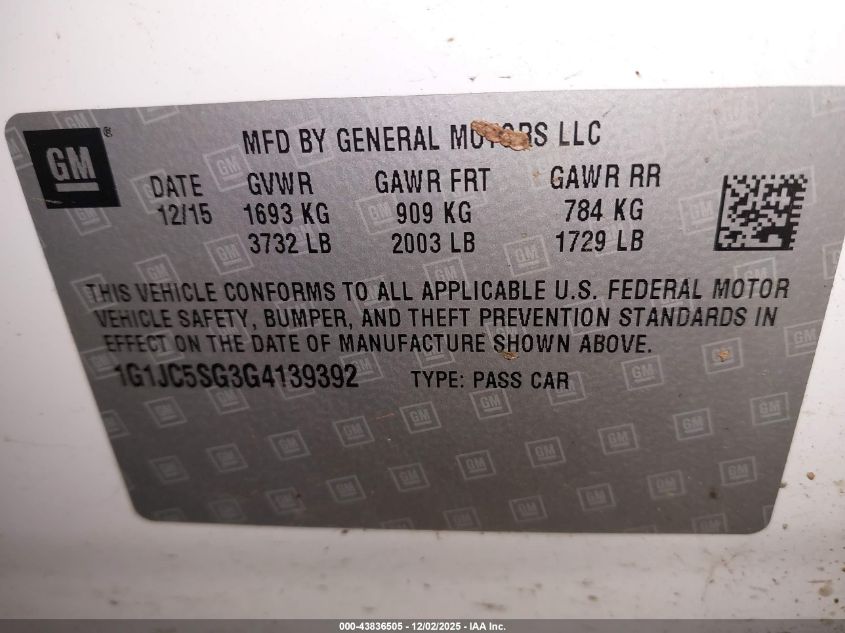 GM ®
MFD BY GENERAL MOTORS LLC
DATE GVWR GAWR FRT GAWR RR
12/15 1693 KG 909 KG 784 KG
3732 LB 2003 LB 1729 LB
THIS VEHICLE CONFORMS TO ALL APPLICABLE U.S. FEDERAL MOTOR
VEHICLE SAFETY, BUMPER, AND THEFT PREVENTION STANDARDS IN
EFFECT ON THE DATE OF MANUFACTURE SHOWN ABOVE.
1G1JC5SG3G4139392 TYPE: PASS CAR
000-43836505 - 12/02/2025 - IAA Inc.